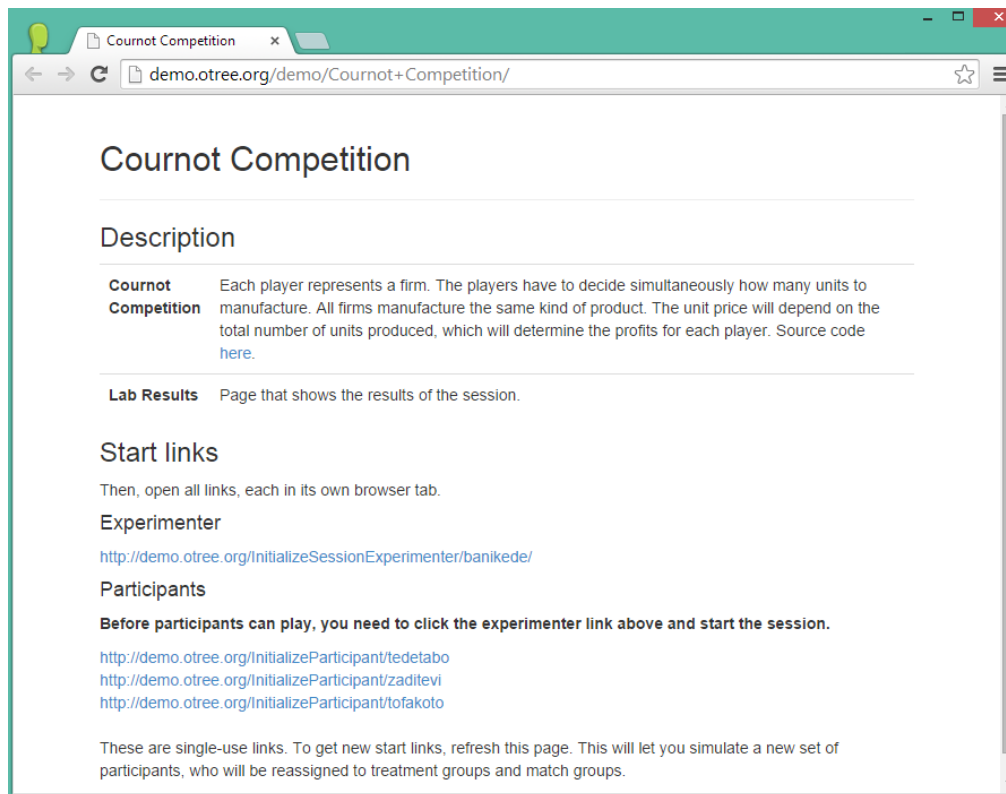 Cournot Competition
demo.otree.org/demo/Cournot+Competition/
Cournot Competition
Description
Cournot Competition
Each player represents a firm. The players have to decide simultaneously how many units to
manufacture. All firms manufacture the same kind of product. The unit price will depend on the
total number of units produced, which will determine the profits for each player. Source code
here.
Lab Results Page that shows the results of the session.
Start links
Then, open all links, each in its own browser tab.
Experimenter
http://demo.otree.org/InitializeSessionExperimenter/banikede/
Participants
Before participants can play, you need to click the experimenter link above and start the session.
http://demo.otree.org/InitializeParticipant/tedetabo
http://demo.otree.org/InitializeParticipant/zaditevi
http://demo.otree.org/InitializeParticipant/tofakoto
These are single-use links. To get new start links, refresh this page. This will let you simulate a new set of
participants, who will be reassigned to treatment groups and match groups.